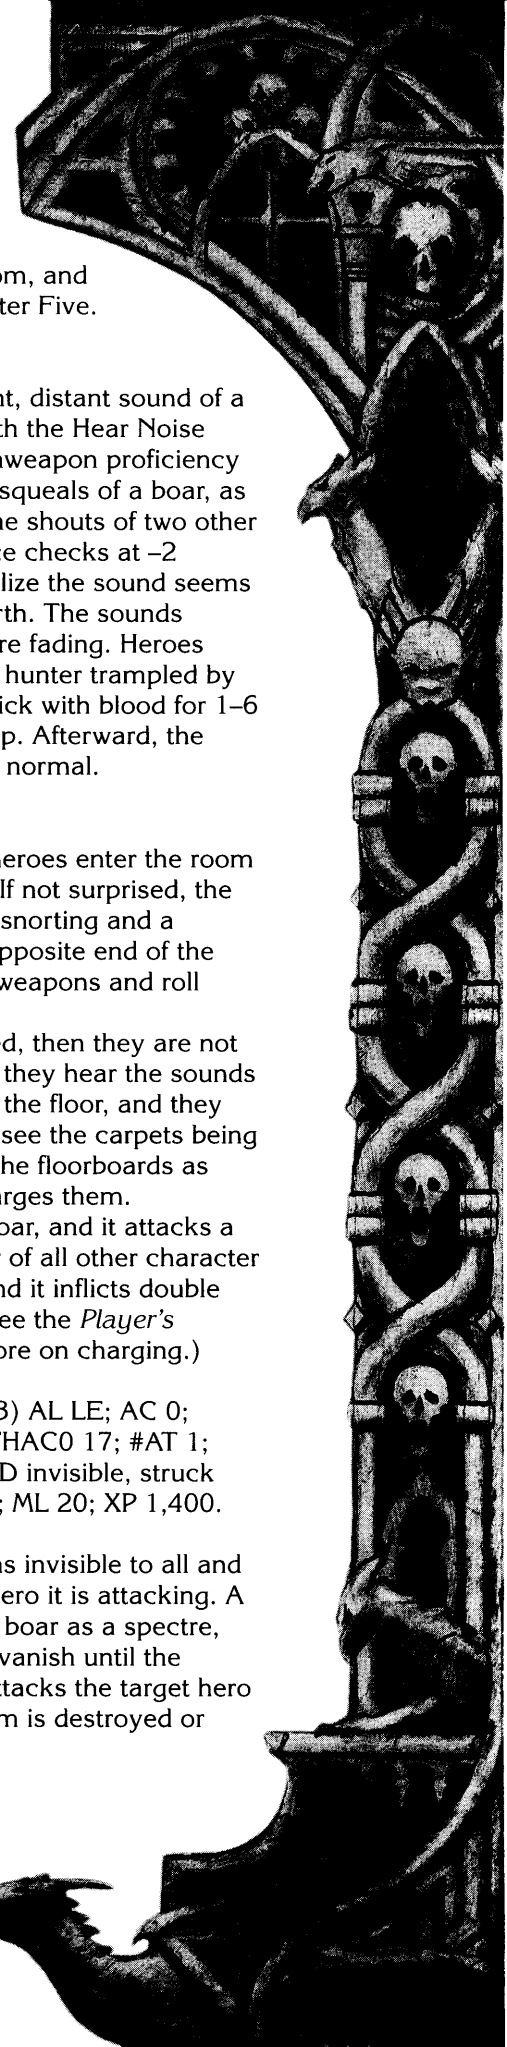 om, and
ter Five.
nt, distant sound of a
th the Hear Noise
nweapon proficiency
squeals of a boar, as
ne shouts of two other
ce checks at –2
lize the sound seems
rth. The sounds
re fading. Heroes
hunter trampled by
ick with blood for 1–6
p. Afterward, the
normal.
heroes enter the room
If not surprised, the
snorting and a
pposite end of the
weapons and roll
ed, then they are not
they hear the sounds
the floor, and they
see the carpets being
he floorboards as
arges them.
oar, and it attacks a
r of all other character
nd it inflicts double
ee the Player's
ore on charging.)
3) AL LE; AC 0;
THAC0 17; #AT 1;
D invisible, struck
; ML 20; XP 1,400.
ns invisible to all and
ero it is attacking. A
boar as a spectre,
vanish until the
ttacks the target hero
m is destroyed or